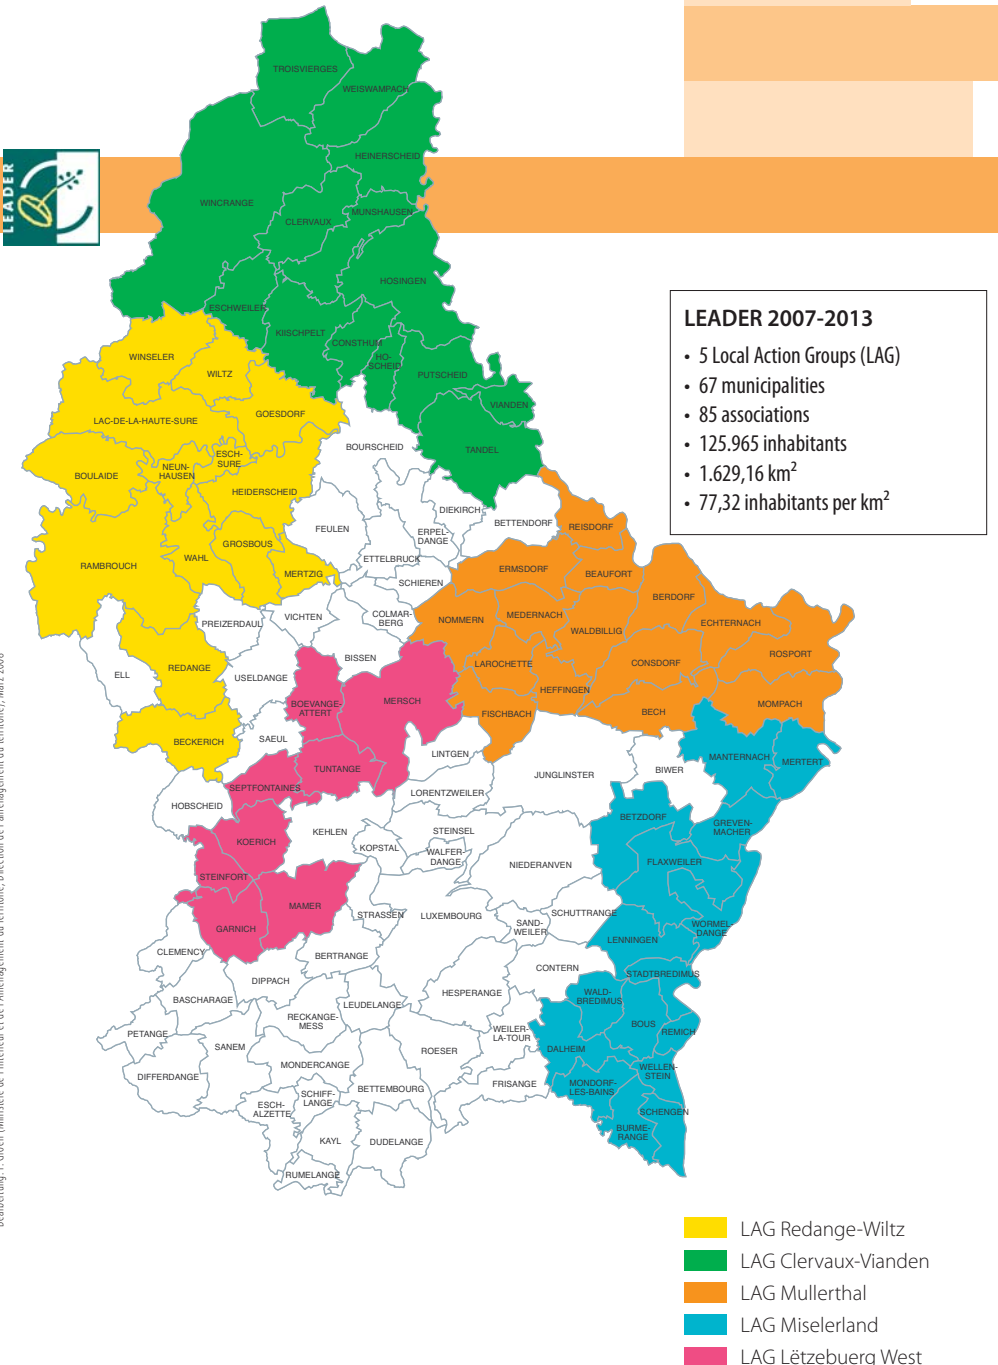 LEADER
TROISVIERGES
WEISWAMPACH
HEINERSCHEID
WINCRANGE
CLERVAUX
MUNSHAUSEN
HOSINGEN
ESCHWEILER
KIISCHPELT
CONSTHUM
HO-
SCHEID
PUTSCHEID
VIANDEN
TANDEL
WINSELER
WILTZ
GOESDORF
LAC-DE-LA-HAUTE-SURE
BOULAIDE
NEUN-
HAUSEN
ESCH-
SURE
HEIDERSCHEID
RAMBROUCH
WAHL
GROSBOUS
MERTZIG
REDANGE
BECKERICH
BOURSCHEID
DIEKIRCH
BETTENDORF
FEULEN
ERPEL-
DANGE
ETTELBRUCK
SCHIEREN
COLMAR-
BERG
VICHTEN
PREIZERDAUL
BISSEN
ELL
USELDANGE
SAEUL
REISDORF
ERMSDORF
BEAUFORT
BERDORF
NOMMERN
MEDERNACH
WALDBILLIG
ECHTERNACH
ROSPORT
LAROCHETTE
CONSDORF
HEFFINGEN
FISCHBACH
BECH
MOMPACH
BOEVANGE-
ATTERT
MERSCH
TUNTANGE
SEPTFONTAINES
KOERICH
STEINFORT
GARNICH
MAMER
LINTGEN
LORENTZWEILER
JUNGLINSTER
BIWER
MANTERNACH
MERTERT
HOBSCHEID
KEHLEN
KOPSTAL
STEINSEL
WALFER-
DANGE
NIEDERANVEN
BETZDORF
GREVEN-
MACHER
FLAXWEILER
STRASSEN
LUXEMBOURG
SAND-
WEILER
SCHUTTRANGE
LENNINGEN
WORMEL-
DANGE
CLEMENCY
BERTRANGE
CONTERN
STADTBREDIMUS
DIPPACH
HESPERANGE
WALD-
BREDIMUS
BASCHARAGE
LEUDELANGE
RECKANGE-
MESS
BOUS
REMICH
PETANGE
SANEM
WEILER-
LA-TOUR
DALHEIM
ROESER
MONDERCANGE
WELLEN-
STEIN
DIFFERDANGE
FRISANGE
MONDORF-
LES-BAINS
BETTEMBOURG
SCHIFF-
LANGE
ESCH-
ALZETTE
SCHENGEN
BURME-
RANGE
KAYL
DUDELANGE
RUMELANGE
LEADER 2007-2013
• 5 Local Action Groups (LAG)
• 67 municipalities
• 85 associations
• 125.965 inhabitants
• 1.629,16 km²
• 77,32 inhabitants per km²
LAG Redange-Wiltz
LAG Clervaux-Vianden
LAG Mullerthal
LAG Miselerland
LAG Lëtzebuerg West